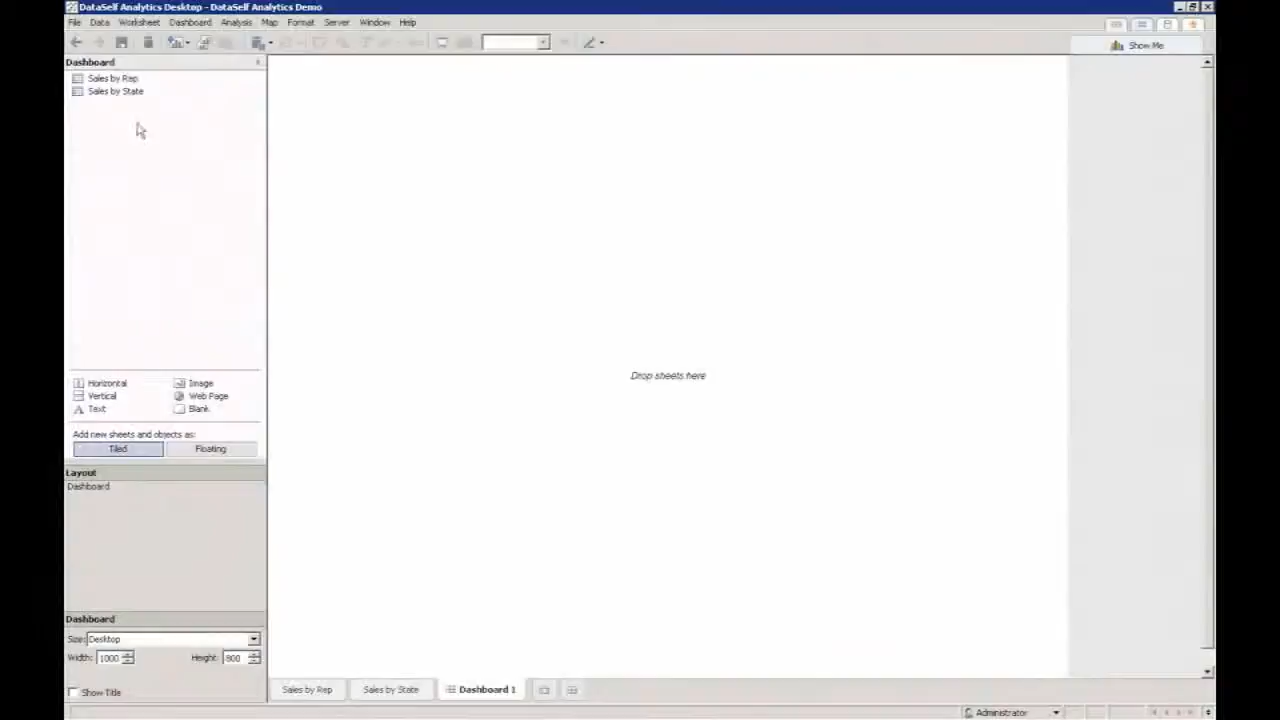 DataSelf Analytics Desktop - DataSelf Analytics Demo
File Data Worksheet Dashboard Analysis Map Format Server Window Help
Show Me
Dashboard
Sales by Rep
Sales by State
Drop sheets here
Horizontal Image
Vertical Web Page
Text Blank
Add new sheets and objects as:
Tiled Floating
Layout
Dashboard
Dashboard
Size: Desktop
Width: 1000 Height: 800
Show Title
Sales by Rep Sales by State Dashboard 1
Administrator